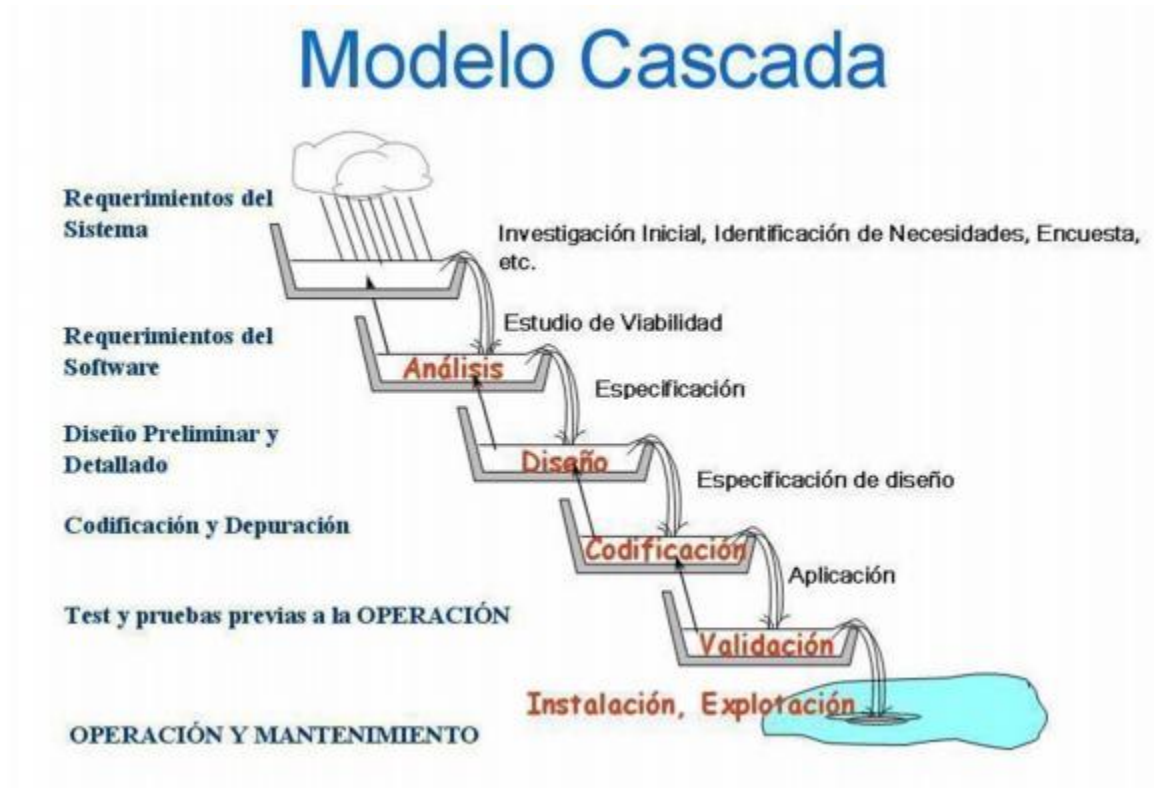 Modelo Cascada
Requerimientos del
Sistema
Investigación Inicial, Identificación de Necesidades, Encuesta,
etc.
Estudio de Viabilidad
Requerimientos del
Software
Análisis
Especificación
Diseño Preliminar y
Detallado
Diseño
Especificación de diseño
Codificación y Depuración
Codificación
Aplicación
Test y pruebas previas a la OPERACIÓN
Validación
Instalación, Explotación
OPERACIÓN Y MANTENIMIENTO